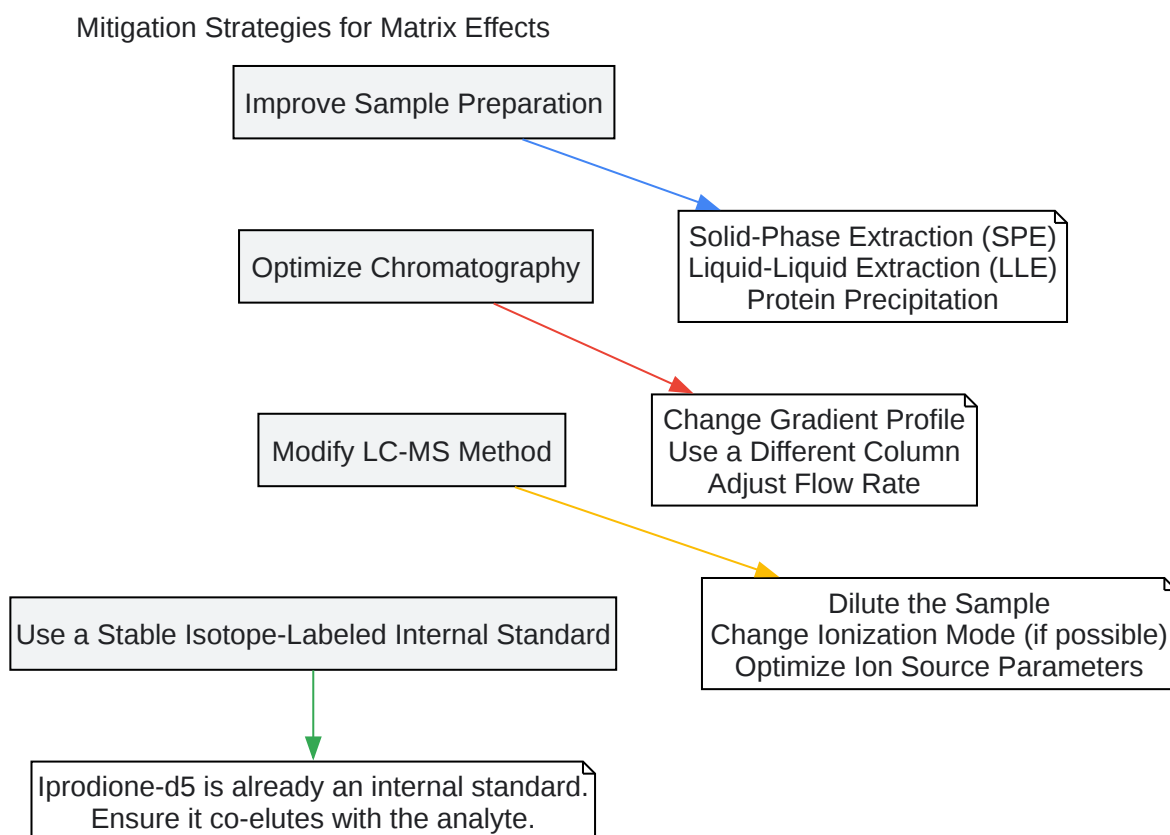 Mitigation Strategies for Matrix Effects
Improve Sample Preparation
Solid-Phase Extraction (SPE)
Liquid-Liquid Extraction (LLE)
Protein Precipitation
Optimize Chromatography
Change Gradient Profile
Use a Different Column
Adjust Flow Rate
Modify LC-MS Method
Dilute the Sample
Change Ionization Mode (if possible)
Optimize Ion Source Parameters
Use a Stable Isotope-Labeled Internal Standard
Iprodione-d5 is already an internal standard.
Ensure it co-elutes with the analyte.